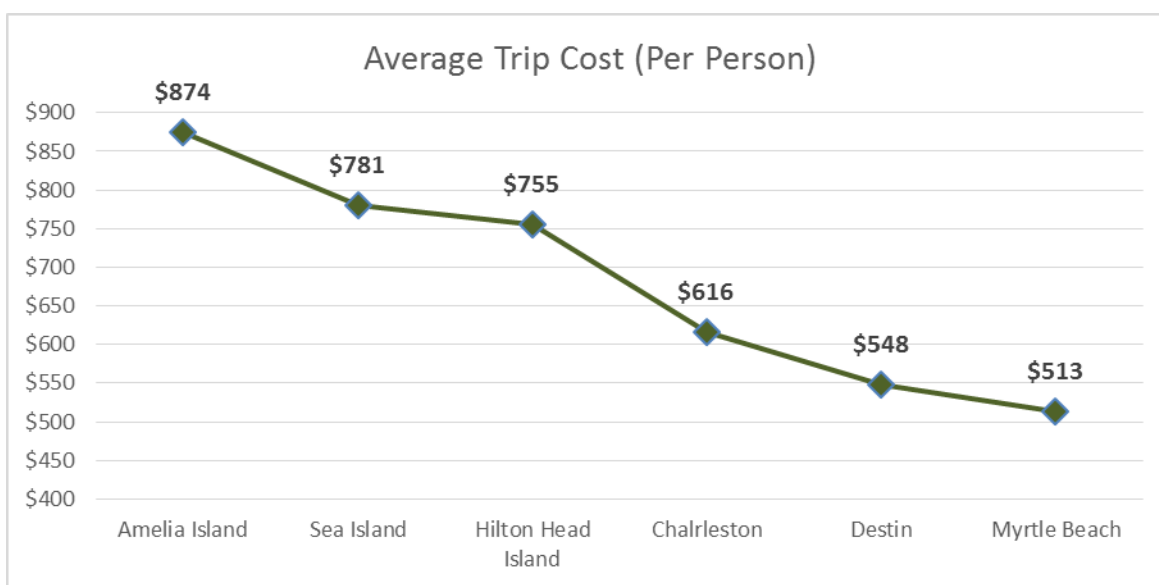 Average Trip Cost (Per Person)
$874
$781
$755
$616
$548
$513
$900
$850
$800
$750
$700
$650
$600
$550
$500
$450
$400
Amelia Island
Sea Island
Hilton Head
Island
Chalrleston
Destin
Myrtle Beach